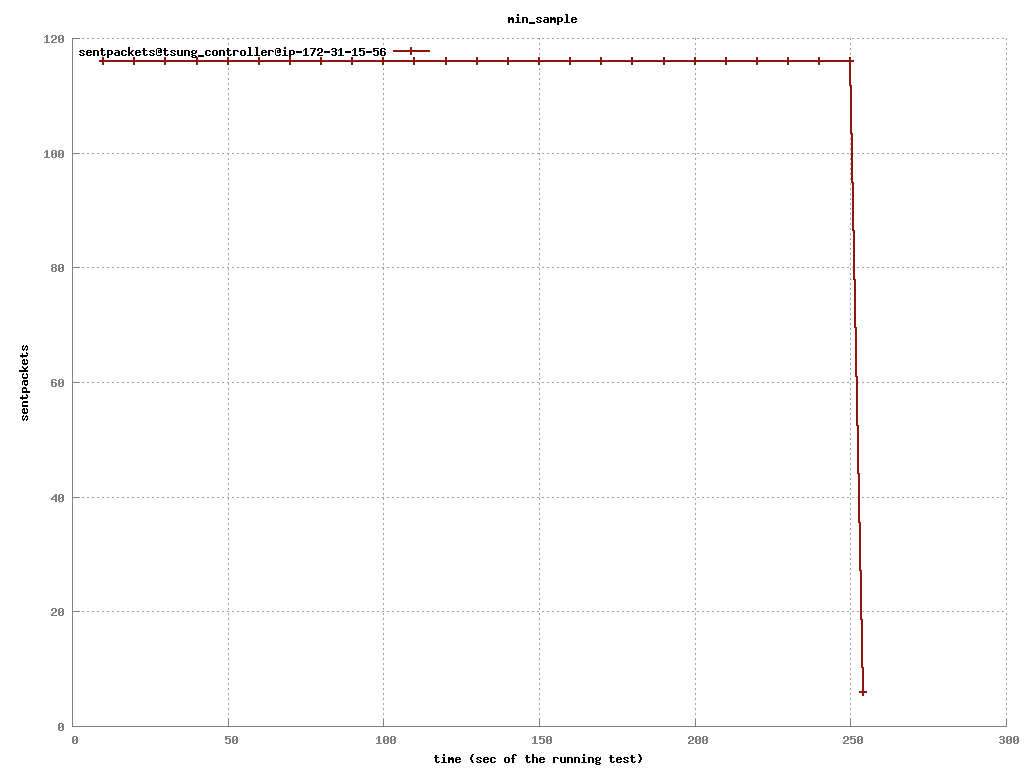 min_sample
120
sentpackets@tsung_controller@ip-172-31-15-56
100
80
60
sentpackets
40
20
0
0 50 100 150 200 250 300
time (sec of the running test)